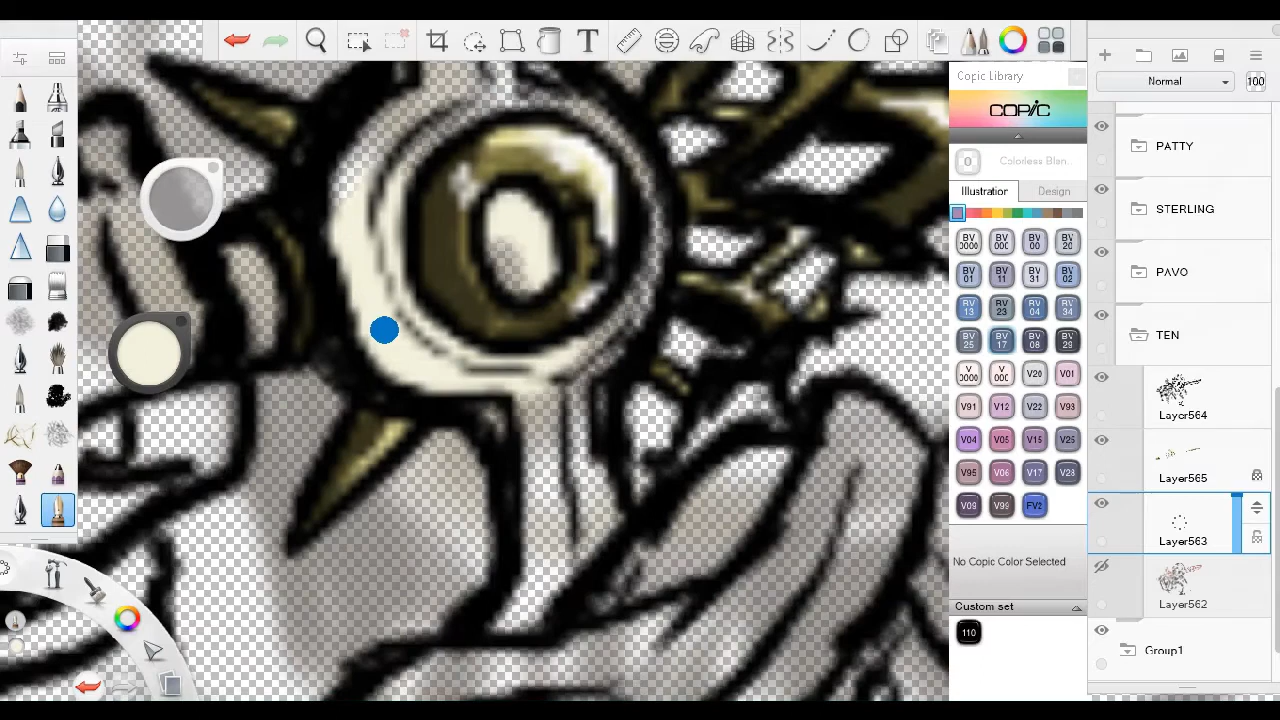 T
Normal
100
Copic Library
COPIC
0
Colorless Blan...
Illustration
Design
BV 0000
BV 000
BV 00
BV 20
BV 01
BV 11
BV 31
BV 02
BV 13
BV 23
BV 04
BV 34
BV 25
BV 17
BV 08
BV 29
V 0000
V 000
V20
V01
V91
V12
V22
V93
V04
V05
V15
V25
V95
V06
V17
V28
V09
V99
FV2
No Copic Color Selected
Custom set
110
PATTY
STERLING
PAVO
TEN
Layer564
Layer565
Layer563
Layer562
Group1